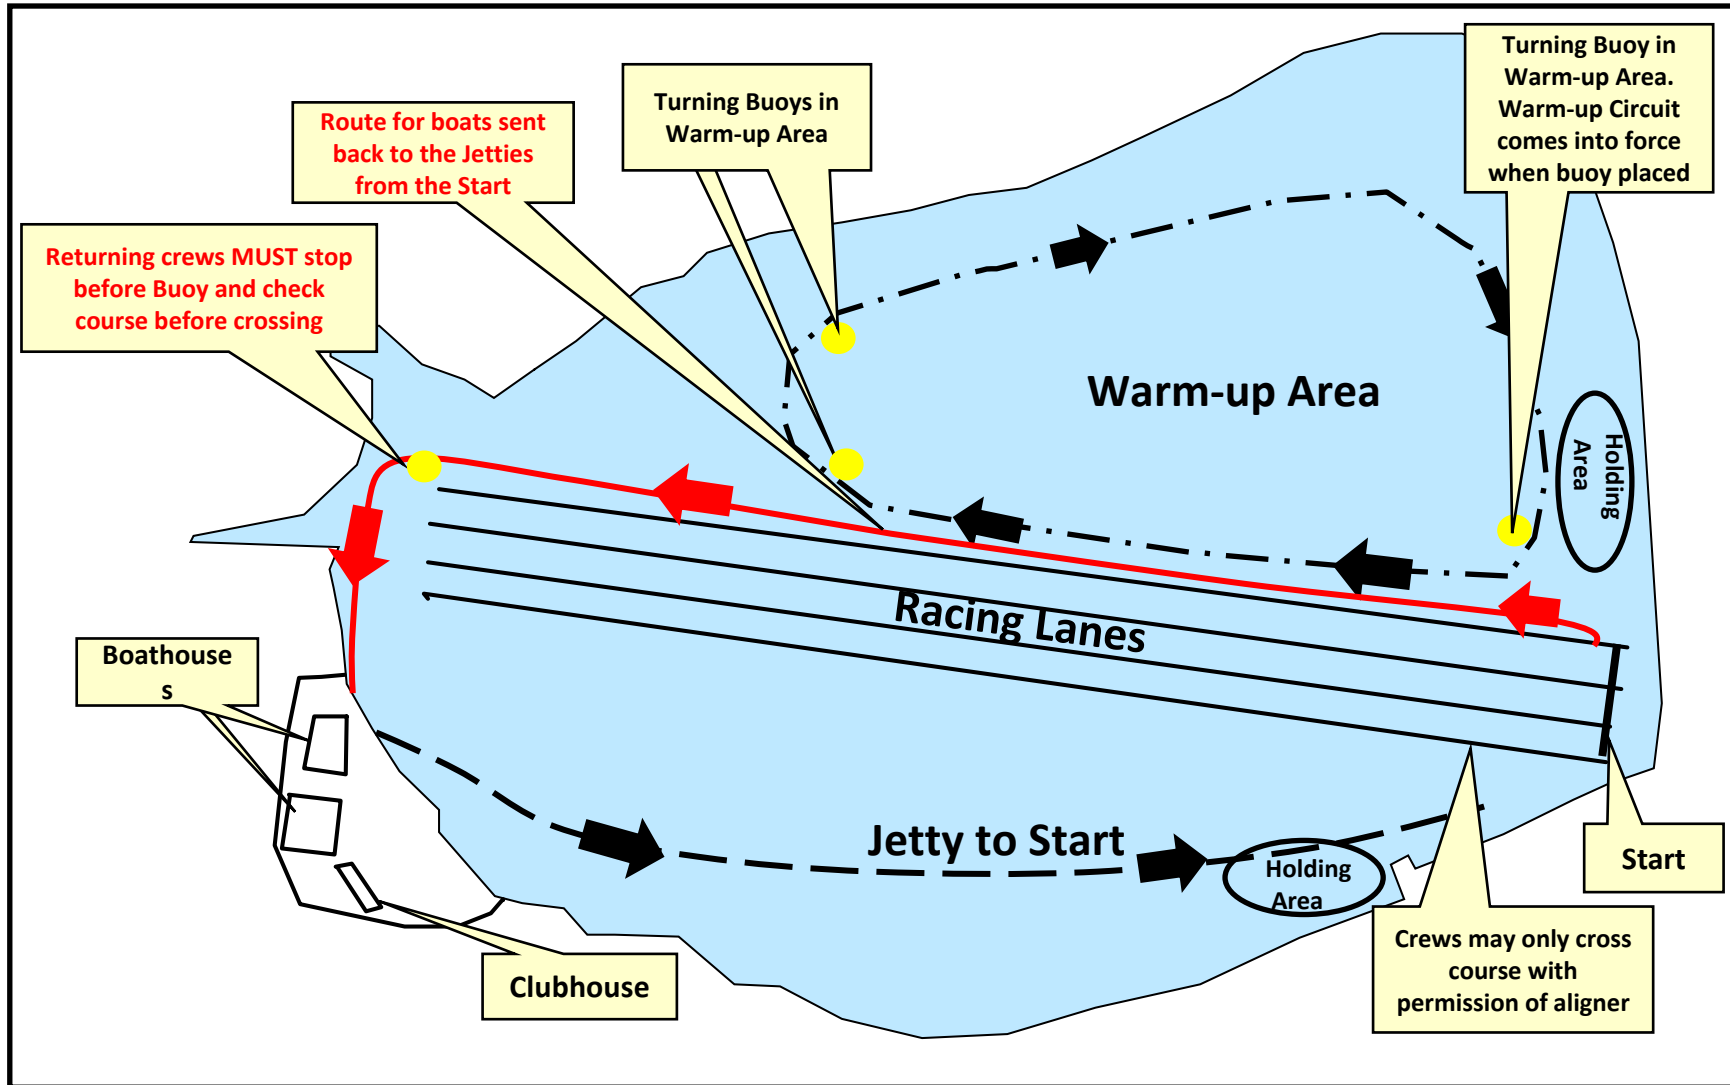 Turning Buoy in
Warm-up Area.
Warm-up Circuit
comes into force
when buoy placed
Turning Buoys in
Warm-up Area
Route for boats sent
back to the Jetties
from the Start
Returning crews MUST stop
before Buoy and check
course before crossing
Warm-up Area
Holding
Area
Racing Lanes
Boathouse
s
Jetty to Start
Holding
Area
Start
Crews may only cross
course with
permission of aligner
Clubhouse